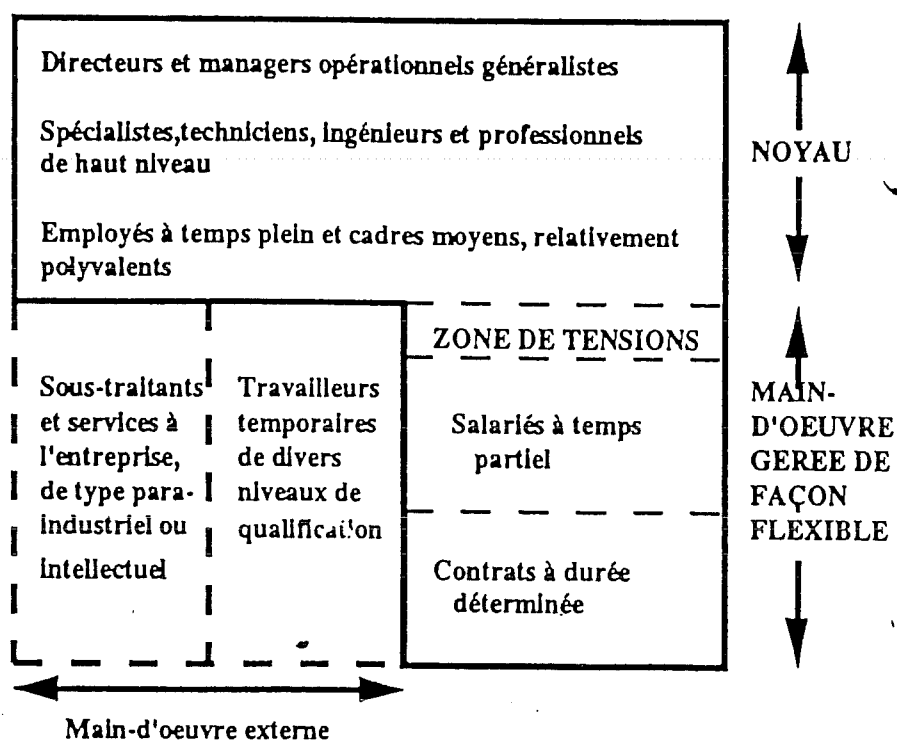 Directeurs et managers opérationnels généralistes
Spécialistes,techniciens, ingénieurs et professionnels
de haut niveau
Employés à temps plein et cadres moyens, relativement
polyvalents
NOYAU
ZONE DE TENSIONS
Sous-traitants
et services à
l'entreprise,
de type para-
industriel ou
intellectuel
Travailleurs
temporaires
de divers
niveaux de
qualification
Salariés à temps
partiel
Contrats à durée
déterminée
MAIN-
D'OEUVRE
GEREE DE
FAÇON
FLEXIBLE
Main-d'oeuvre externe